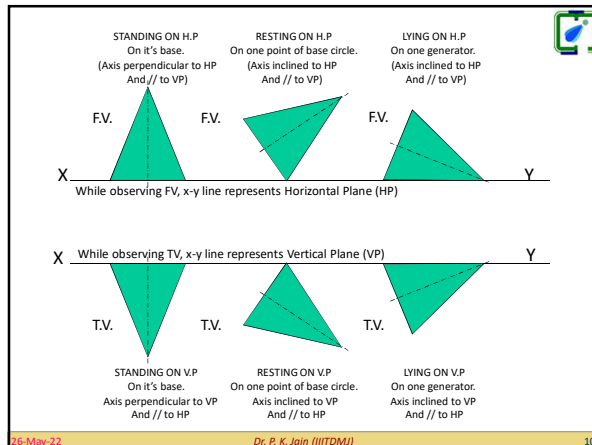 STANDING ON H.P
On it's base.
(Axis perpendicular to HP
And // to VP)
RESTING ON H.P
On one point of base circle.
(Axis inclined to HP
And // to VP)
LYING ON H.P
On one generator.
(Axis inclined to HP
And // to VP)
F.V.
F.V.
F.V.
X
Y
While observing FV, x-y line represents Horizontal Plane (HP)
X
While observing TV, x-y line represents Vertical Plane (VP)
Y
T.V.
T.V.
T.V.
STANDING ON V.P
On it's base.
Axis perpendicular to VP
And // to HP
RESTING ON V.P
On one point of base circle.
Axis inclined to VP
And // to HP
LYING ON V.P
On one generator.
Axis inclined to VP
And // to HP
26-May-22
Dr. P. K. Jain (IIITDMJ)
10